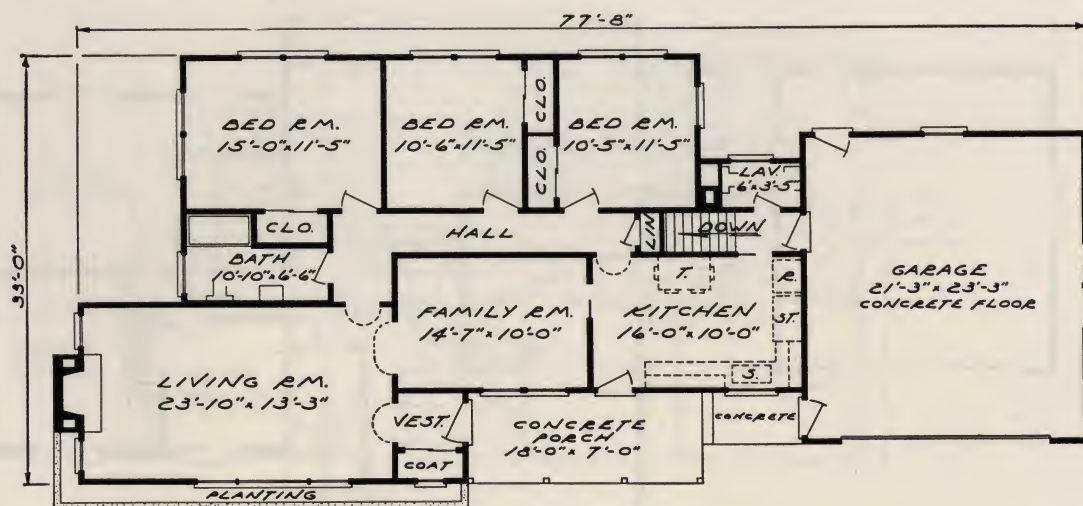 77'-8"
33'-0"
BED RM.
15'-0"x11'-5"
BED RM.
10'-6"x11'-5"
CLO.
CLO.
BED RM.
10'-5"x11'-5"
LAV.
6'x3'-5"
CLO.
HALL
LIN
DOWN
BATH
10'-10"x6'-6"
GARAGE
21'-3"x23'-3"
CONCRETE FLOOR
FAMILY RM.
14'-7"x10'-0"
T.
R.
KITCHEN
16'-0"x10'-0"
ST.
S.
LIVING RM.
23'-10"x13'-3"
VEST.
COAT
CONCRETE
PORCH
18'-0"x7'-0"
CONCRETE
PLANTING